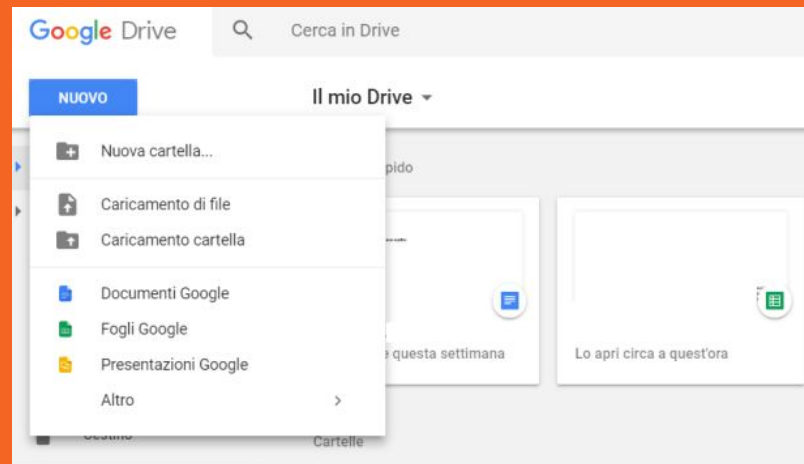 Google Drive
Cerca in Drive
NUOVO
Il mio Drive
Nuova cartella...
pido
Caricamento di file
Caricamento cartella
Documenti Google
Fogli Google
Presentazioni Google
questa settimana
Lo apri circa a quest'ora
Altro
Cestino
Cartelle